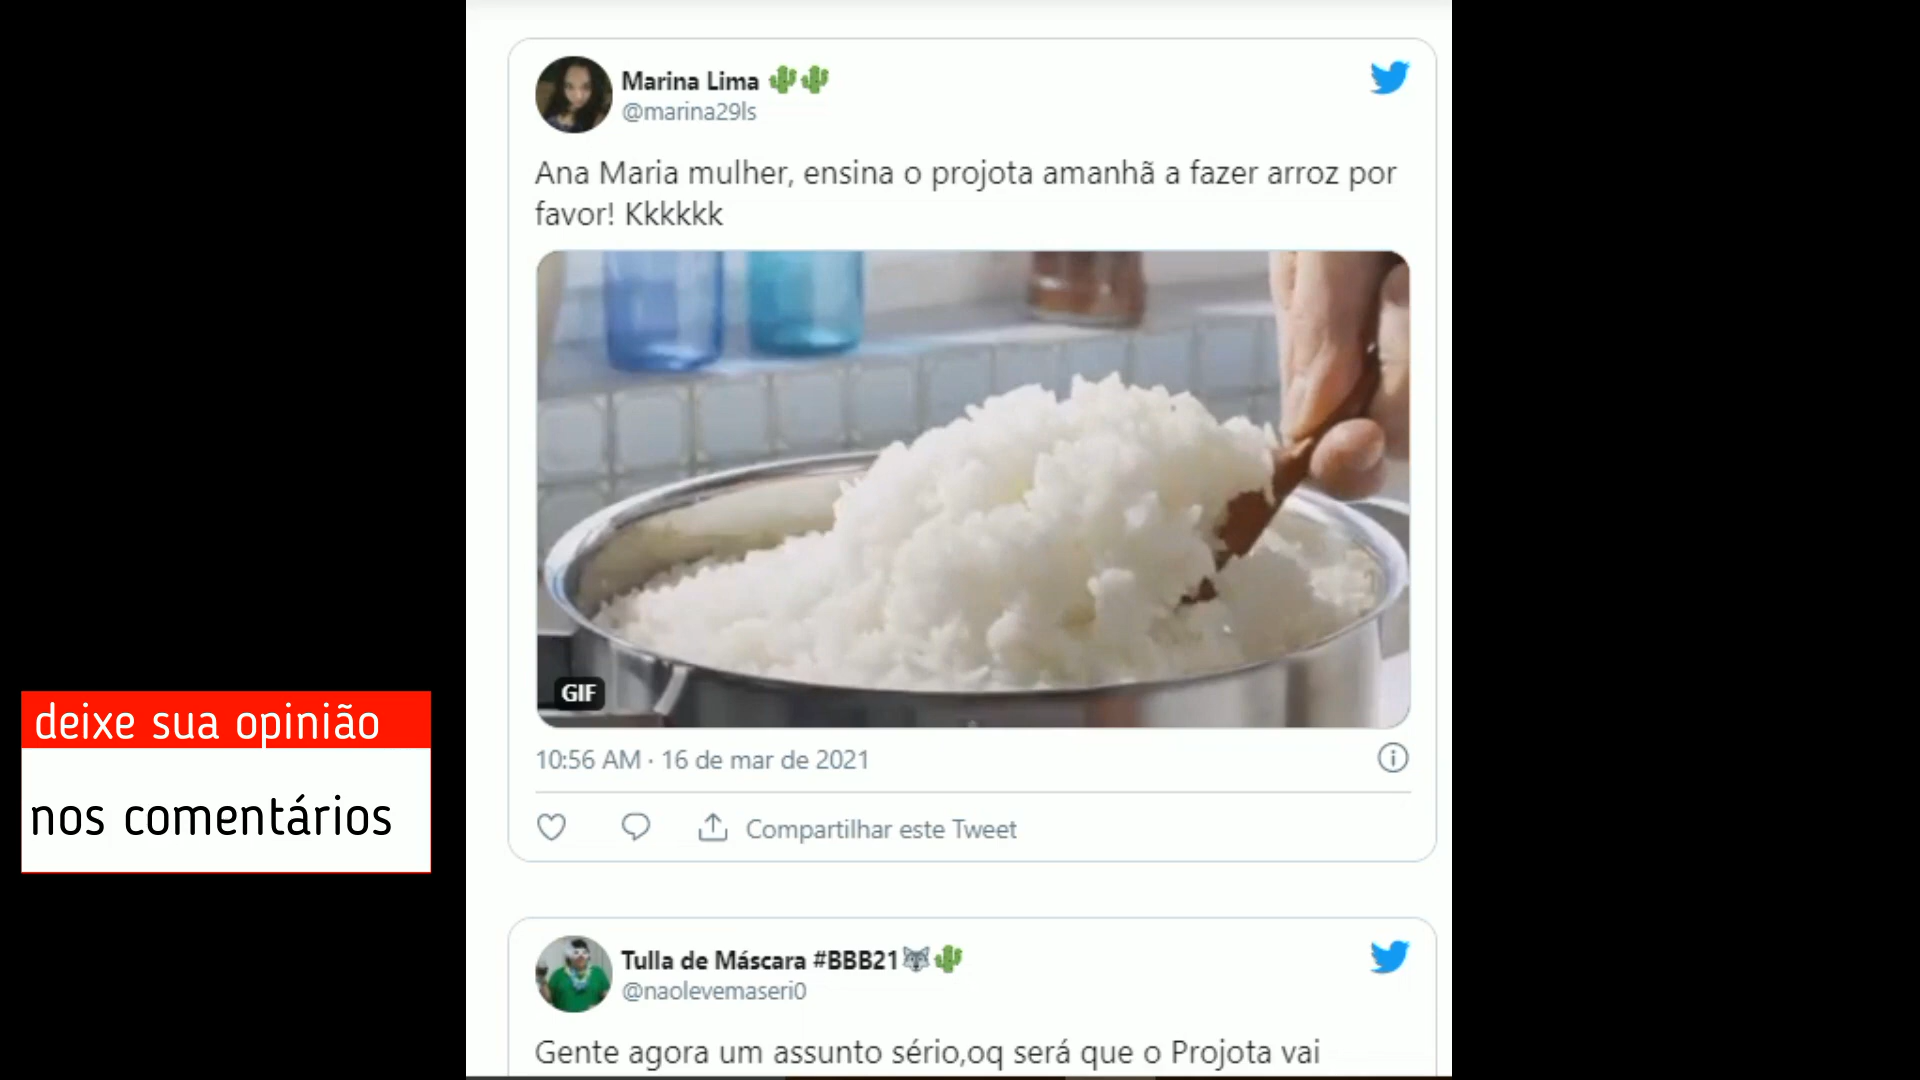 Marina Lima 🌵🌵
@marina29ls
Ana Maria mulher, ensina o projota amanhã a fazer arroz por
favor! Kkkkkk
GIF
10:56 AM · 16 de mar de 2021
Compartilhar este Tweet
deixe sua opinião
nos comentários
Tulla de Máscara #BBB21🐺🌵
@naolevemaseri0
Gente agora um assunto sério,oq será que o Projota vai